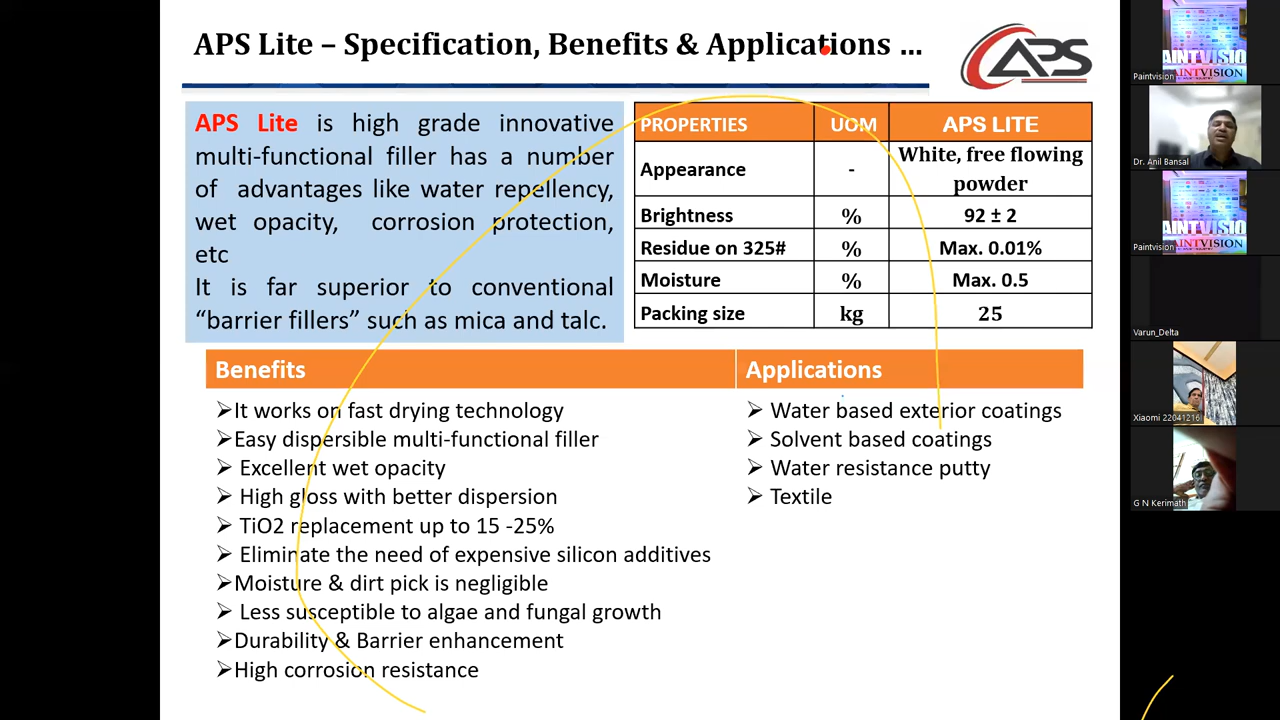 APS Lite – Specification, Benefits & Applications ...
APS
APS Lite is high grade innovative
multi-functional filler has a number
of advantages like water repellency,
wet opacity, corrosion protection,
etc
It is far superior to conventional
“barrier fillers” such as mica and talc.
PROPERTIES UOM APS LITE
Appearance - White, free flowing
powder
Brightness % 92 ± 2
Residue on 325# % Max. 0.01%
Moisture % Max. 0.5
Packing size kg 25
Benefits Applications
➢It works on fast drying technology
➢Easy dispersible multi-functional filler
➢ Excellent wet opacity
➢ High gloss with better dispersion
➢ TiO2 replacement up to 15 -25%
➢ Eliminate the need of expensive silicon additives
➢Moisture & dirt pick is negligible
➢ Less susceptible to algae and fungal growth
➢Durability & Barrier enhancement
➢High corrosion resistance
➢ Water based exterior coatings
➢ Solvent based coatings
➢ Water resistance putty
➢ Textile
AINTVISIO
AINTVISION
Paintvision
Dr. Anil Bansal
AINTVISIO
AINTVISION
Paintvision
Varun_Delta
Xiaomi 22041216
G N Kerimath